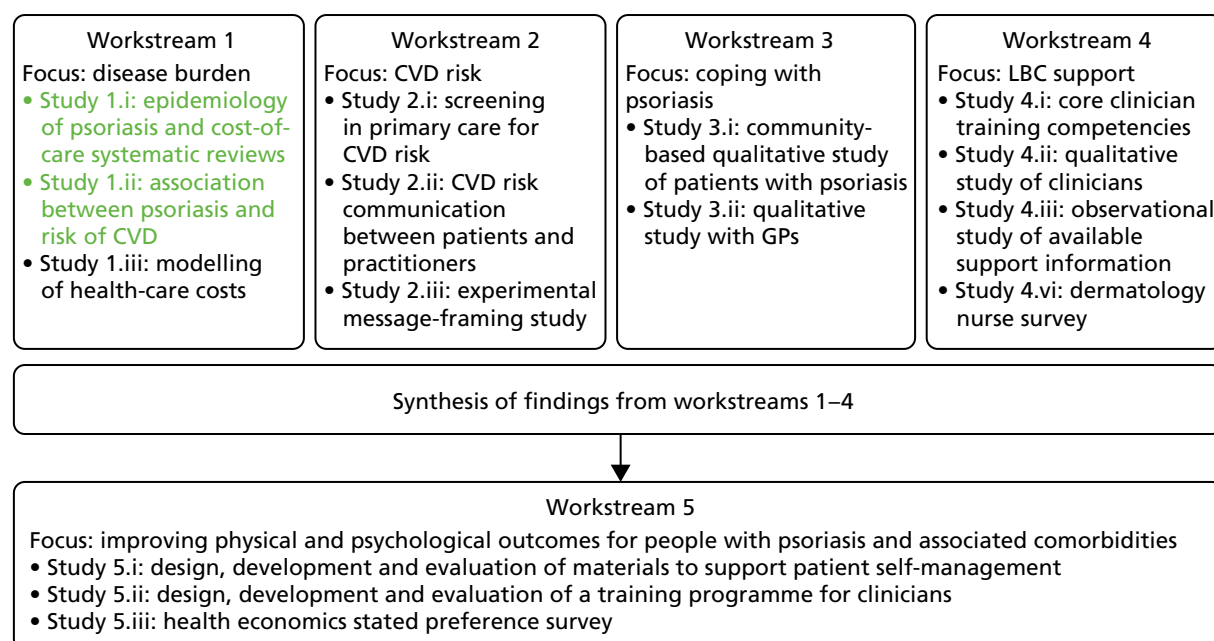 Workstream 1
Focus: disease burden
• Study 1.i: epidemiology
of psoriasis and cost-of-
care systematic reviews
• Study 1.ii: association
between psoriasis and
risk of CVD
• Study 1.iii: modelling
of health-care costs
Workstream 2
Focus: CVD risk
• Study 2.i: screening
in primary care for
CVD risk
• Study 2.ii: CVD risk
communication
between patients and
practitioners
• Study 2.iii: experimental
message-framing study
Workstream 3
Focus: coping with
psoriasis
• Study 3.i: community-
based qualitative study
of patients with psoriasis
• Study 3.ii: qualitative
study with GPs
Workstream 4
Focus: LBC support
• Study 4.i: core clinician
training competencies
• Study 4.ii: qualitative
study of clinicians
• Study 4.iii: observational
study of available
support information
• Study 4.vi: dermatology
nurse survey
Synthesis of findings from workstreams 1–4
Workstream 5
Focus: improving physical and psychological outcomes for people with psoriasis and associated comorbidities
• Study 5.i: design, development and evaluation of materials to support patient self-management
• Study 5.ii: design, development and evaluation of a training programme for clinicians
• Study 5.iii: health economics stated preference survey